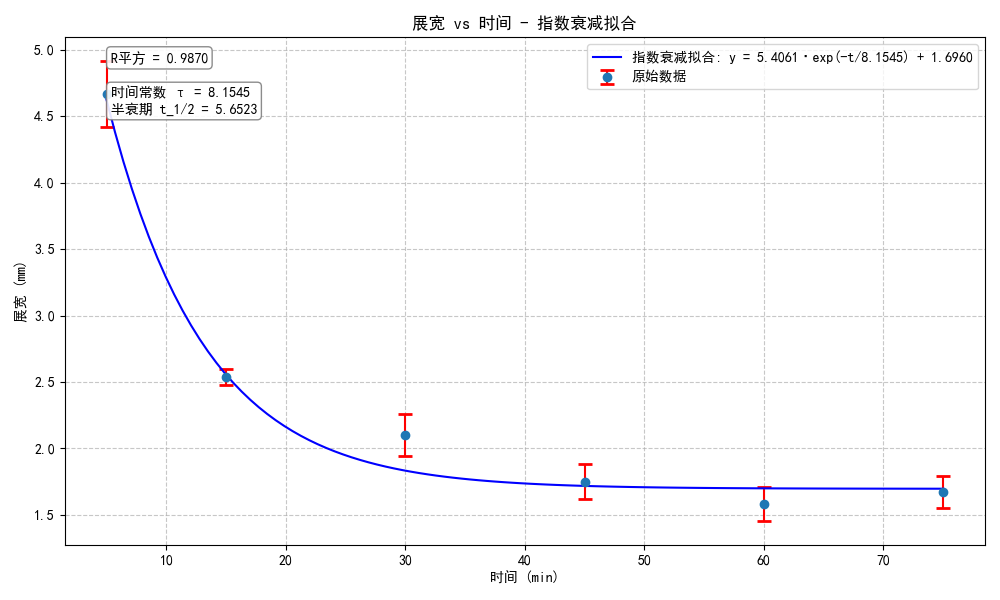 展宽 vs 时间 - 指数衰减拟合
R平方 = 0.9870
时间常数 τ = 8.1545
半衰期 t_1/2 = 5.6523
指数衰减拟合: y = 5.4061·exp(-t/8.1545) + 1.6960
原始数据
展宽 (mm)
5.0
4.5
4.0
3.5
3.0
2.5
2.0
1.5
10 20 30 40 50 60 70
时间 (min)